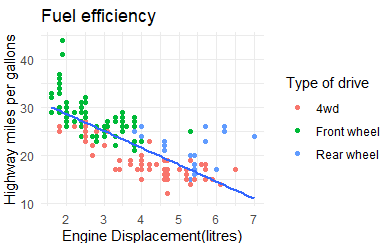 Fuel efficiency
Highway miles per gallons
40
30
20
10
2
3
4
5
6
7
Engine Displacement(litres)
Type of drive
4wd
Front wheel
Rear wheel